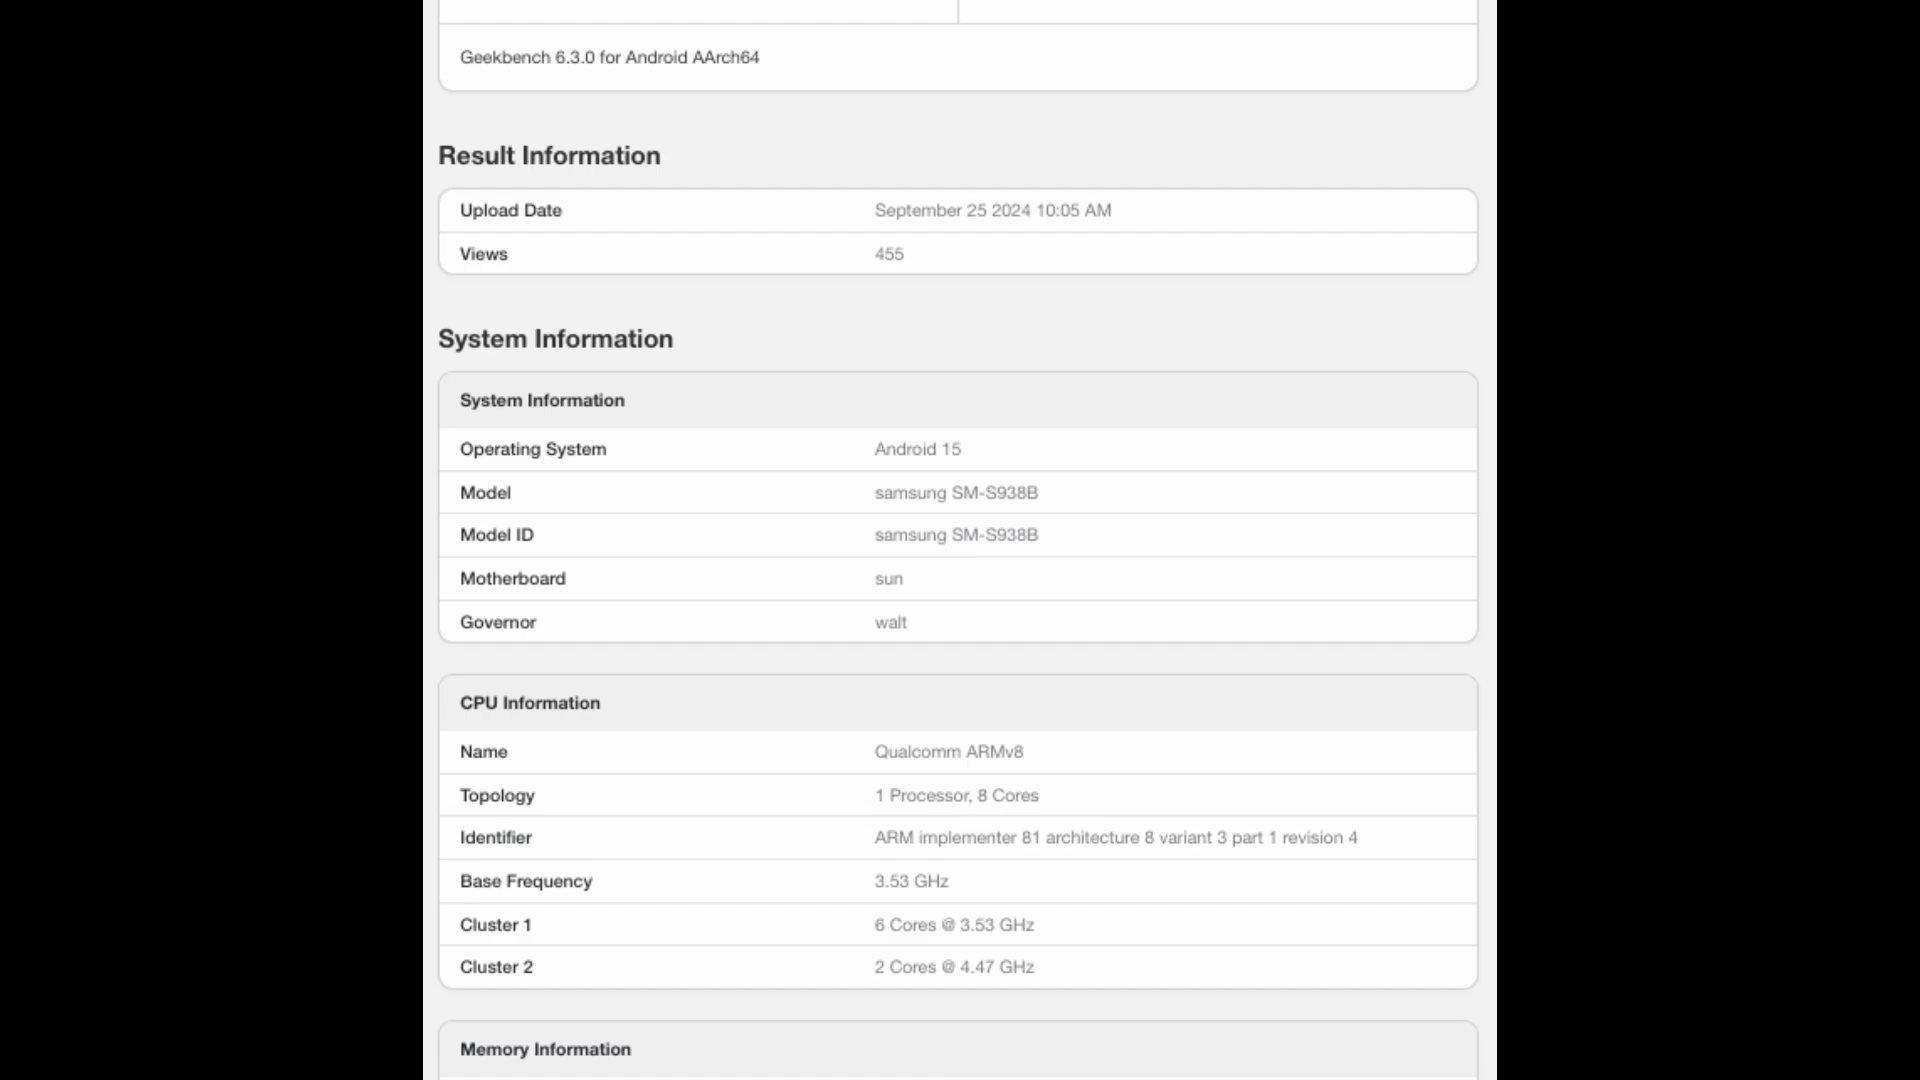 Geekbench 6.3.0 for Android AArch64
Result Information
Upload Date September 25 2024 10:05 AM
Views 455
System Information
System Information
Operating System Android 15
Model samsung SM-S938B
Model ID samsung SM-S938B
Motherboard sun
Governor walt
CPU Information
Name Qualcomm ARMv8
Topology 1 Processor, 8 Cores
Identifier ARM implementer 81 architecture 8 variant 3 part 1 revision 4
Base Frequency 3.53 GHz
Cluster 1 6 Cores @ 3.53 GHz
Cluster 2 2 Cores @ 4.47 GHz
Memory Information